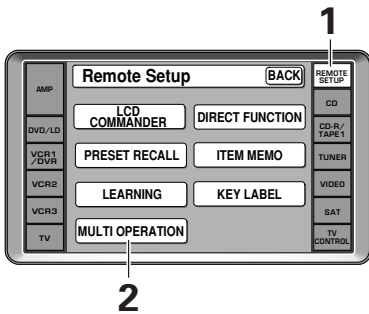 1
Remote Setup
BACK
REMOTE
SETUP
AMP
CD
LCD
COMMANDER
DIRECT FUNCTION
DVD/LD
CD-R/
TAPE1
VCR1
/DVR
PRESET RECALL
ITEM MEMO
TUNER
VCR2
LEARNING
KEY LABEL
VIDEO
VCR3
SAT
TV
MULTI OPERATION
TV
CONTROL
2